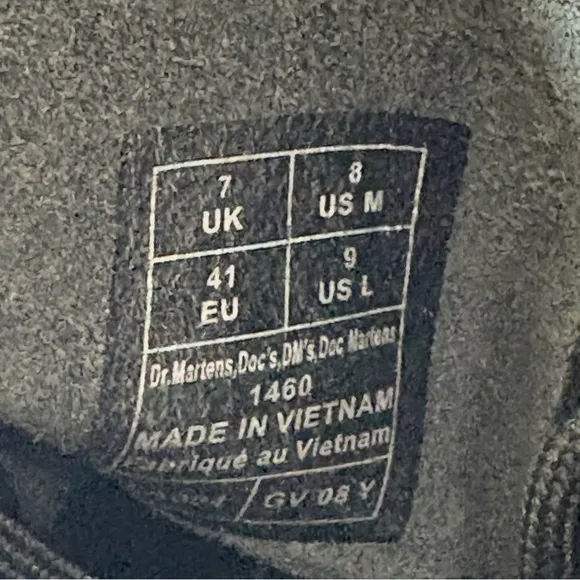 7
UK
8
US M
41
EU
9
US L
Dr.Martens,Doc's,DM's,Doc Martens
1460
MADE IN VIETNAM
au Vietnam
GV 08 Y